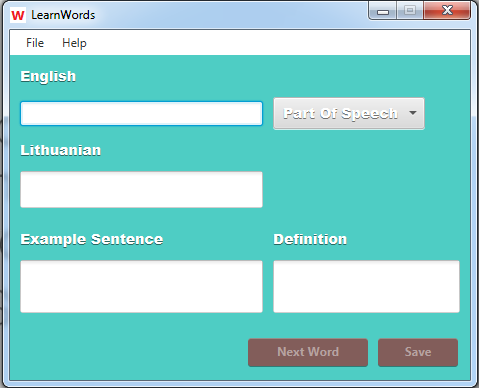 W LearnWords
File Help
English
Part Of Speech
Lithuanian
Example Sentence Definition
Next Word Save